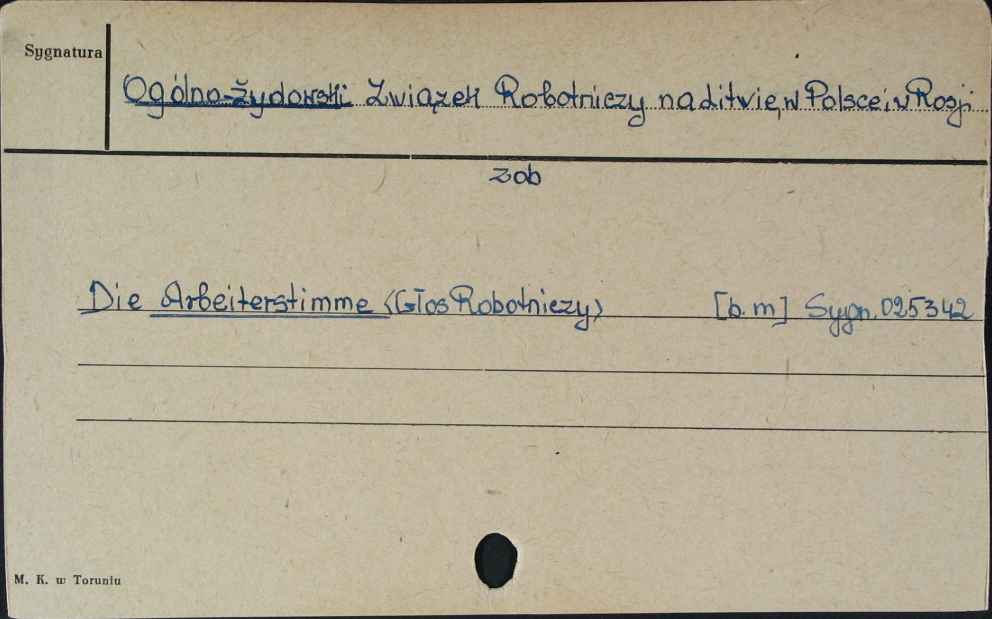 Sygnatura
Ogólno-żydowski Związek Robotniczy na Litwie, w Polsce i w Rosji
zob
Die Arbeiterstimme (Głos Robotniczy) [b.m] Sygn. 025342
M. K. w Toruniu